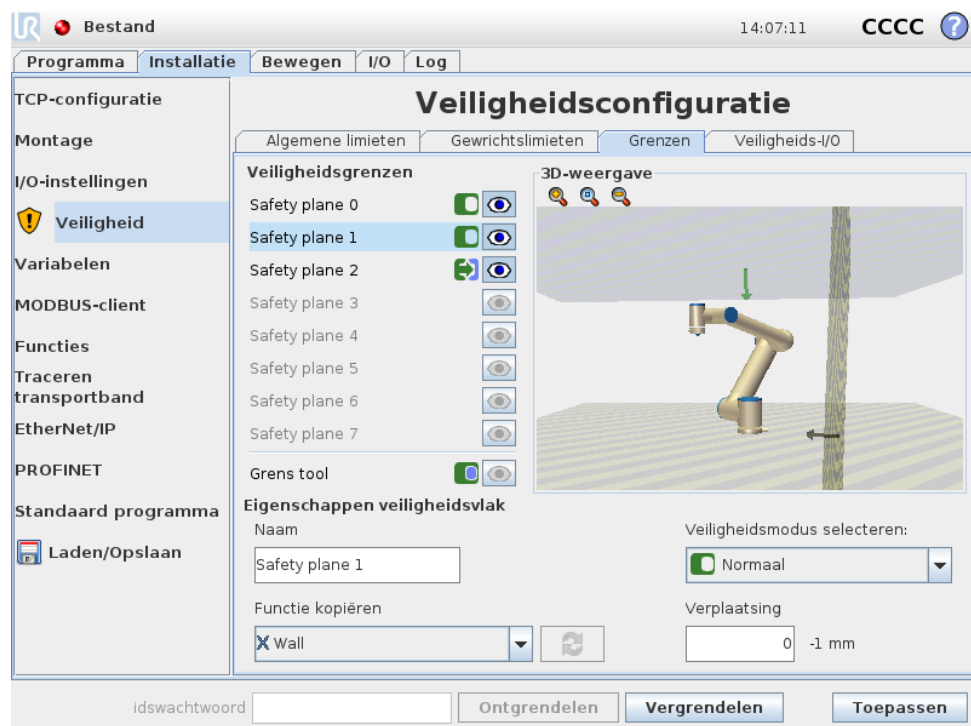 UR Bestand 14:07:11 CCCC ?
Programma Installatie Bewegen I/O Log
TCP-configuratie
Montage
I/O-instellingen
Veiligheid
Variabelen
MODBUS-client
Functies
Traceren
transportband
EtherNet/IP
PROFINET
Standaard programma
Laden/Opslaan
Veiligheidsconfiguratie
Algemene limieten Gewrichtslimieten Grenzen Veiligheids-I/O
Veiligheidsgrenzen
Safety plane 0
Safety plane 1
Safety plane 2
Safety plane 3
Safety plane 4
Safety plane 5
Safety plane 6
Safety plane 7
Grens tool
3D-weergave
Eigenschappen veiligheidsvlak
Naam
Safety plane 1
Functie kopiëren
Wall
Veiligheidsmodus selecteren:
Normaal
Verplaatsing
0 -1 mm
idswachtwoord Ontgrendelen Vergrendelen Toepassen